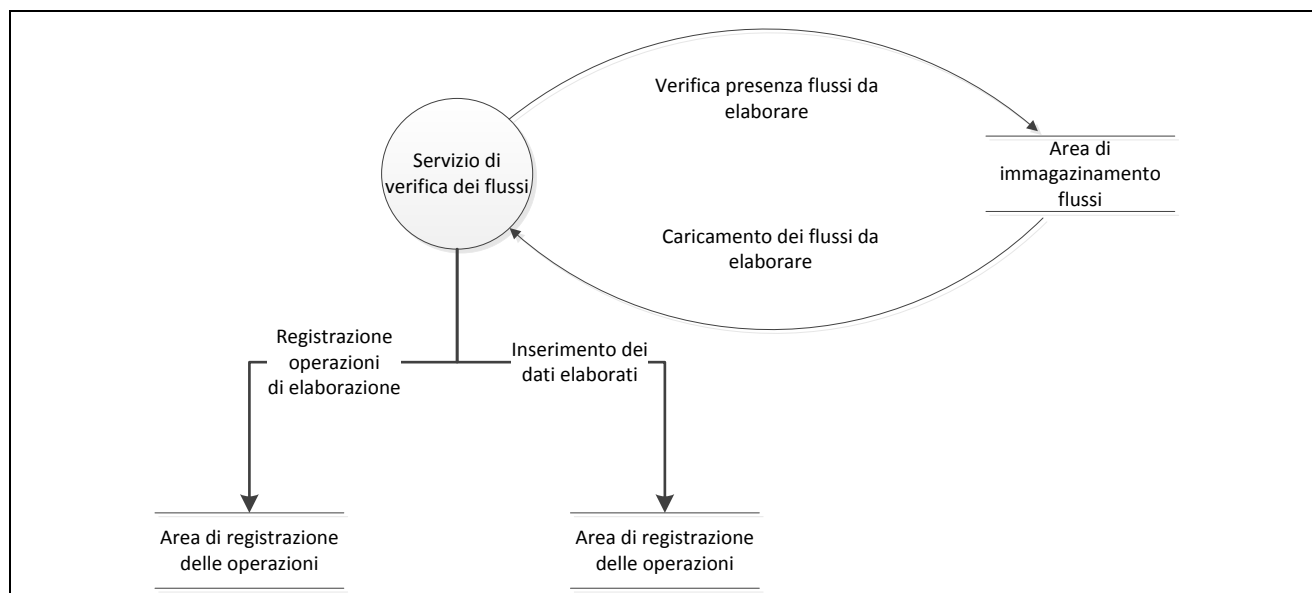 Verifica presenza flussi da
elaborare
Servizio di
verifica dei flussi
Area di
immagazinamento
flussi
Caricamento dei flussi da
elaborare
Registrazione
operazioni
di elaborazione
Inserimento dei
dati elaborati
Area di registrazione
delle operazioni
Area di registrazione
delle operazioni